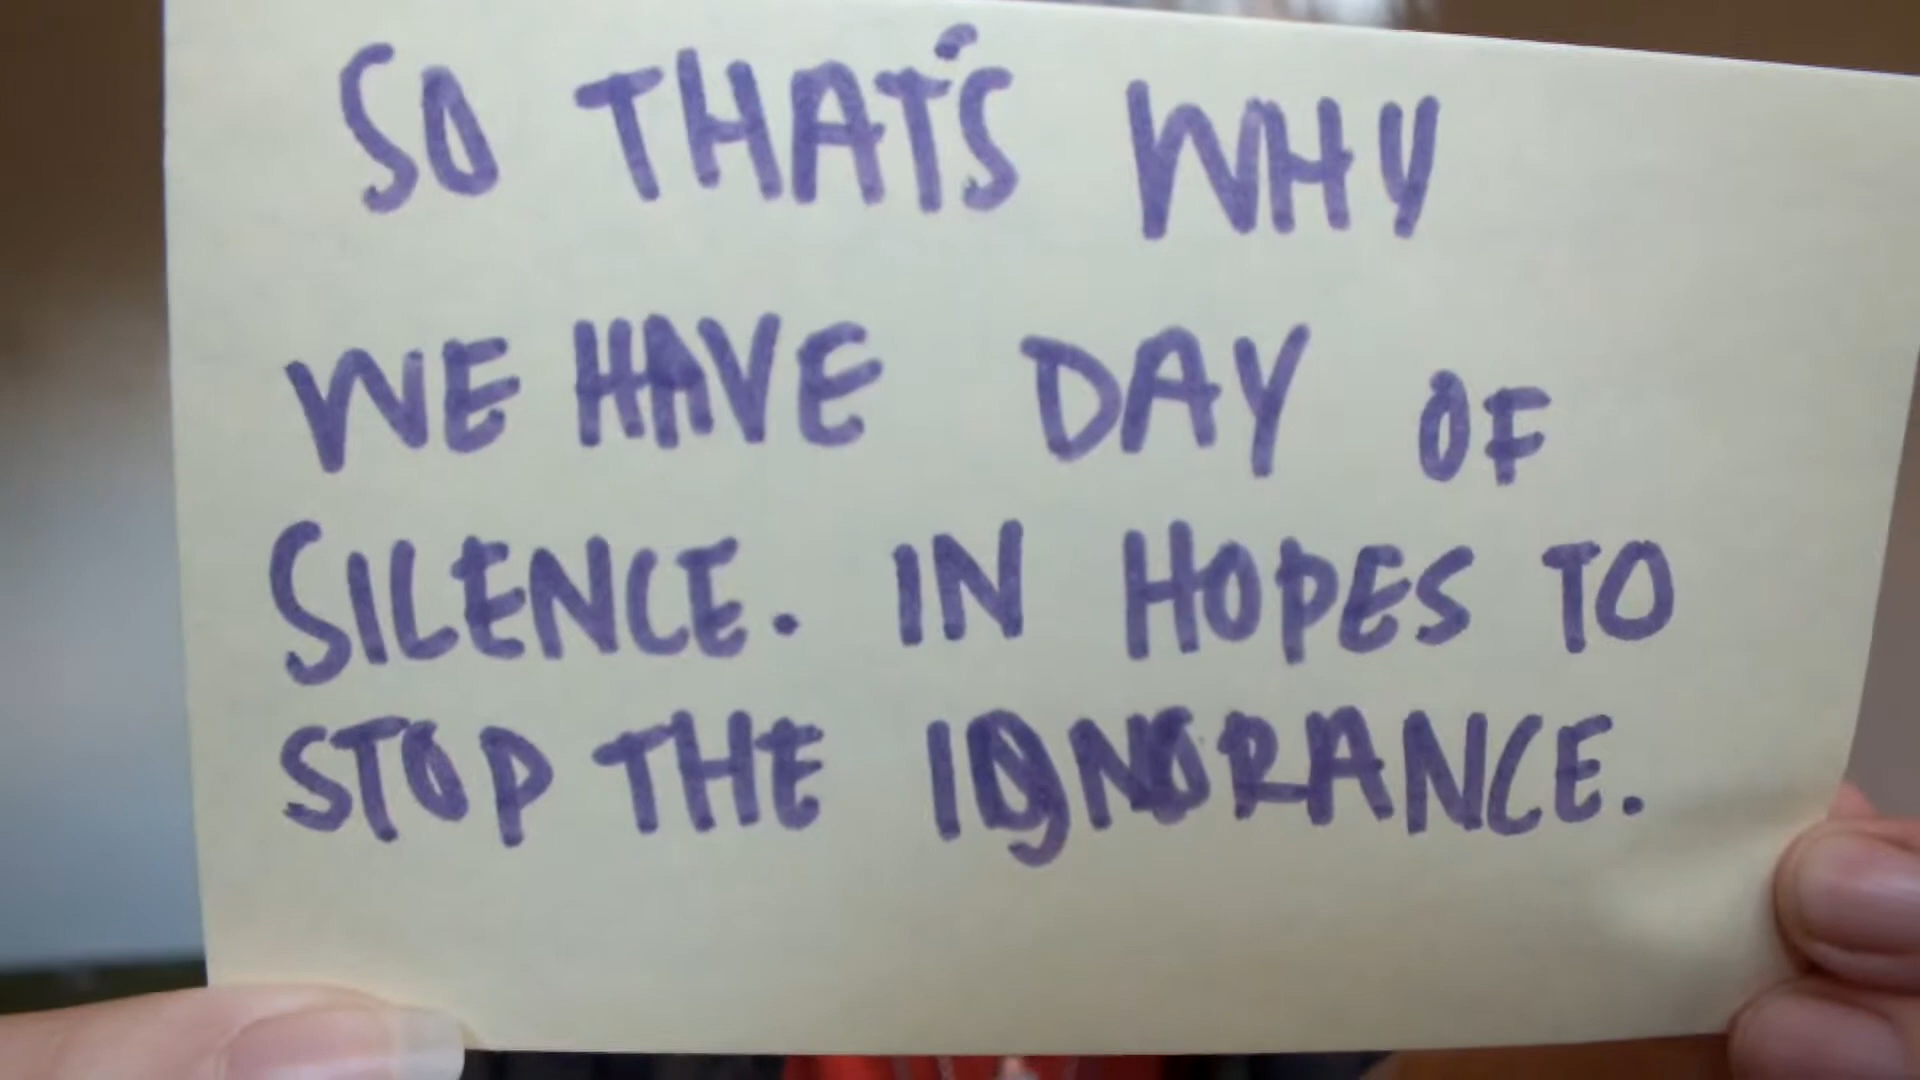 SO THAT'S WHY
WE HAVE DAY OF
SILENCE. IN HOPES TO
STOP THE IGNORANCE.